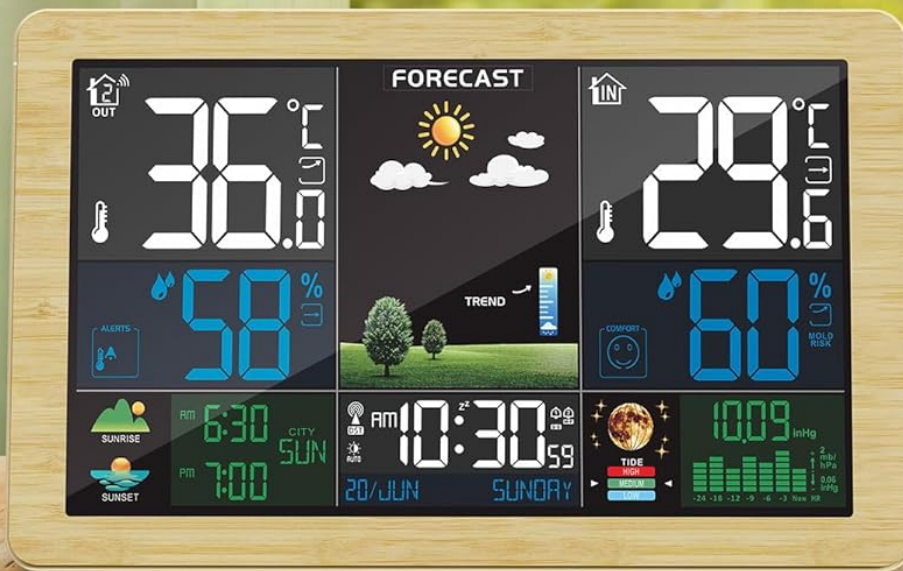 2
OUT
36.0 °C
58 %
ALERTS
FORECAST
TREND
IN
29.6 °C
60 %
COMFORT
MOLD
RISK
SUNRISE
AM 6:30
CITY
SUN
SUNSET
PM 7:00
DST
AUTO
AM 10:30 59
zz
20/JUN SUNDAY
TIDE
HIGH
MEDIUM
LOW
10.09 inHg
2
mb/
hPa
0.06
inHg
-24 -18 -12 -9 -6 -3 Now HR